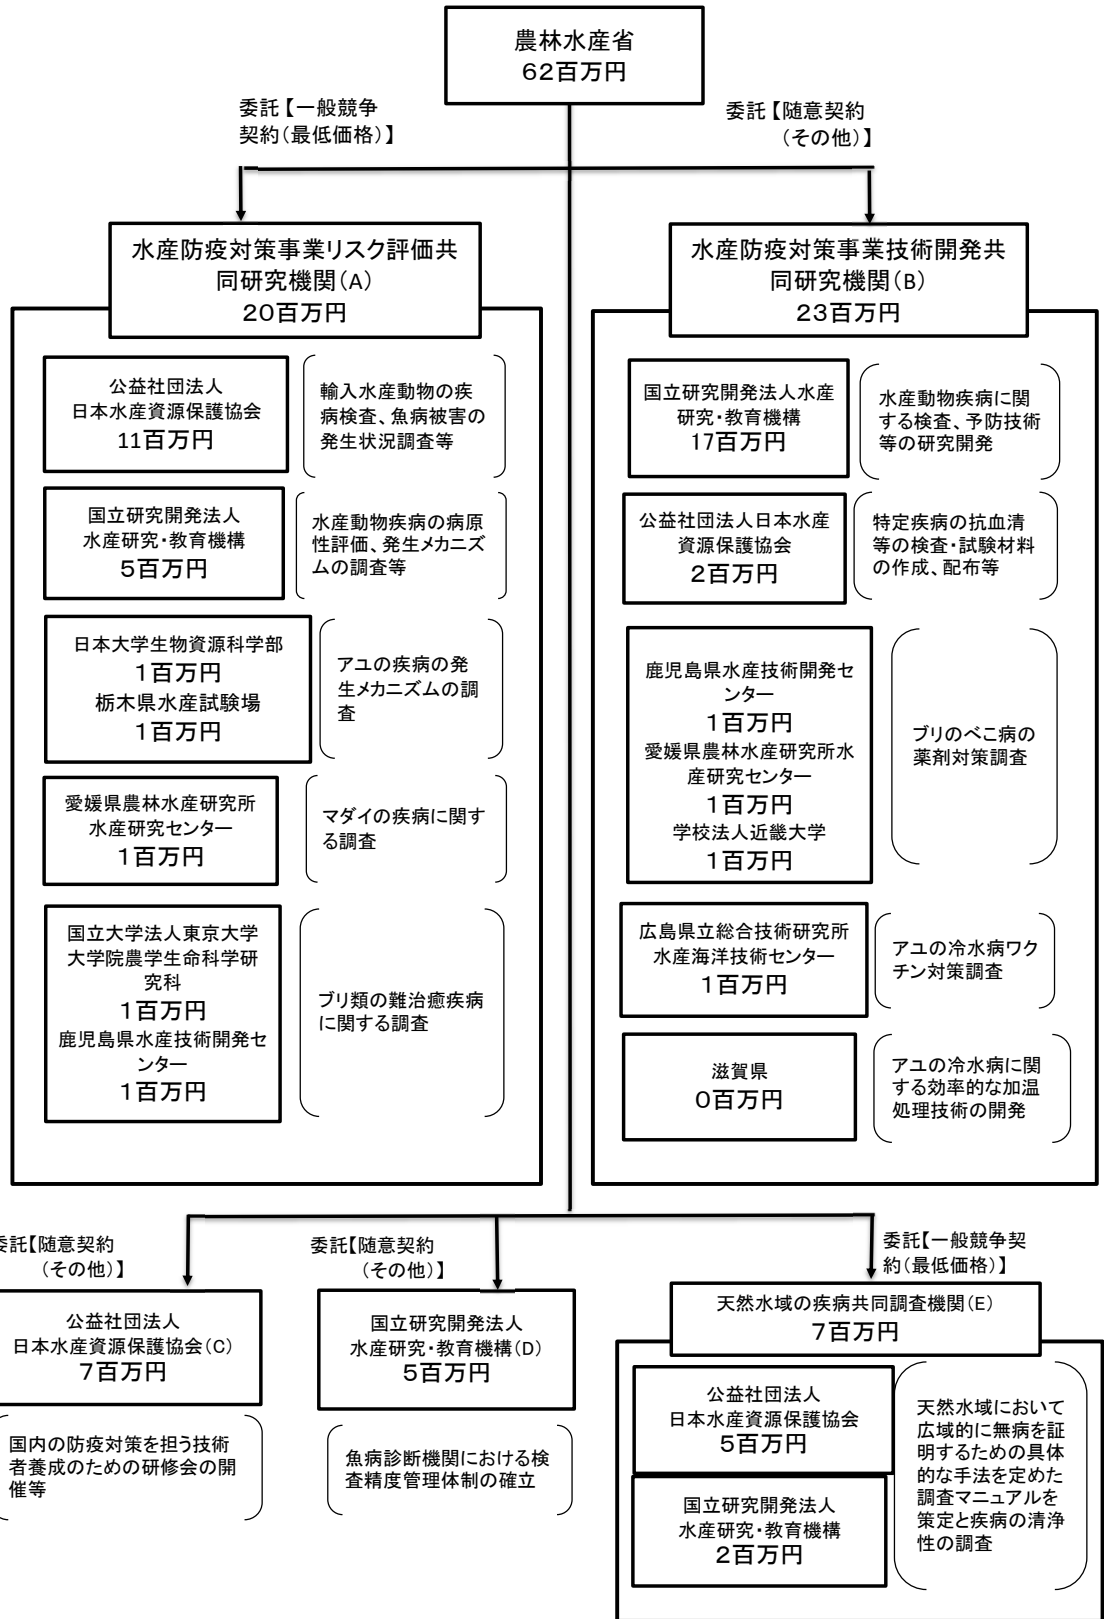 農林水産省
62百万円
委託【一般競争
契約(最低価格)】
委託【随意契約
(その他)】
水産防疫対策事業リスク評価共
同研究機関(A)
20百万円
公益社団法人
日本水産資源保護協会
11百万円
輸入水産動物の疾
病検査、魚病被害の
発生状況調査等
国立研究開発法人
水産研究・教育機構
5百万円
水産動物疾病の病原
性評価、発生メカニズ
ムの調査等
日本大学生物資源科学部
1百万円
栃木県水産試験場
1百万円
アユの疾病の発
生メカニズムの調
査
愛媛県農林水産研究所
水産研究センター
1百万円
マダイの疾病に関す
る調査
国立大学法人東京大学
大学院農学生命科学研
究科
1百万円
鹿児島県水産技術開発セ
ンター
1百万円
ブリ類の難治癒疾病
に関する調査
水産防疫対策事業技術開発共
同研究機関(B)
23百万円
国立研究開発法人水産
研究・教育機構
17百万円
水産動物疾病に関
する検査、予防技術
等の研究開発
公益社団法人日本水産
資源保護協会
2百万円
特定疾病の抗血清
等の検査・試験材料
の作成、配布等
鹿児島県水産技術開発セ
ンター
1百万円
愛媛県農林水産研究所水
産研究センター
1百万円
学校法人近畿大学
1百万円
ブリのべこ病の
薬剤対策調査
広島県立総合技術研究所
水産海洋技術センター
1百万円
アユの冷水病ワク
チン対策調査
滋賀県
0百万円
アユの冷水病に関
する効率的な加温
処理技術の開発
委託【随意契約
(その他)】
公益社団法人
日本水産資源保護協会(C)
7百万円
国内の防疫対策を担う技術
者養成のための研修会の開
催等
委託【随意契約
(その他)】
国立研究開発法人
水産研究・教育機構(D)
5百万円
魚病診断機関における検
査精度管理体制の確立
委託【一般競争契
約(最低価格)】
天然水域の疾病共同調査機関(E)
7百万円
公益社団法人
日本水産資源保護協会
5百万円
国立研究開発法人
水産研究・教育機構
2百万円
天然水域において
広域的に無病を証
明するための具体
的な手法を定めた
調査マニュアルを
策定と疾病の清浄
性の調査